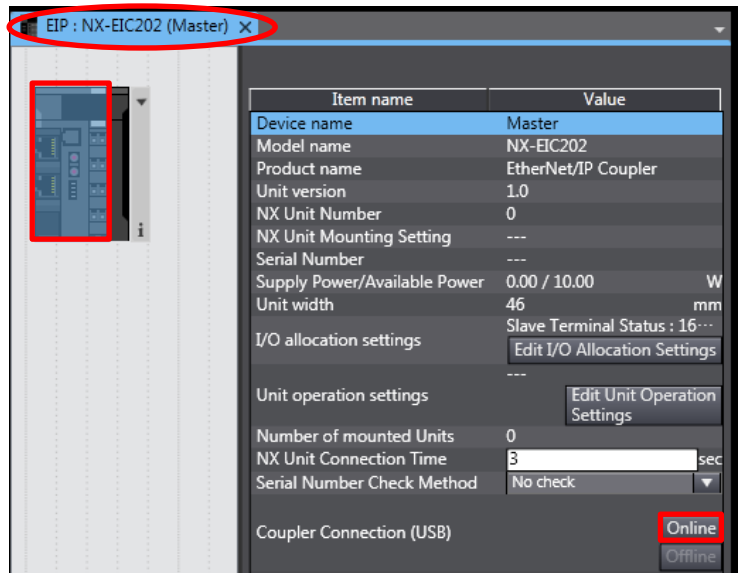 EIP : NX-EIC202 (Master) ×
i
Item name Value
Device name Master
Model name NX-EIC202
Product name EtherNet/IP Coupler
Unit version 1.0
NX Unit Number 0
NX Unit Mounting Setting ---
Serial Number ---
Supply Power/Available Power 0.00 / 10.00 W
Unit width 46 mm
I/O allocation settings Slave Terminal Status : 16···
Edit I/O Allocation Settings
---
Unit operation settings Edit Unit Operation
Settings
Number of mounted Units 0
NX Unit Connection Time 3 sec
Serial Number Check Method No check
Coupler Connection (USB) Online
Offline